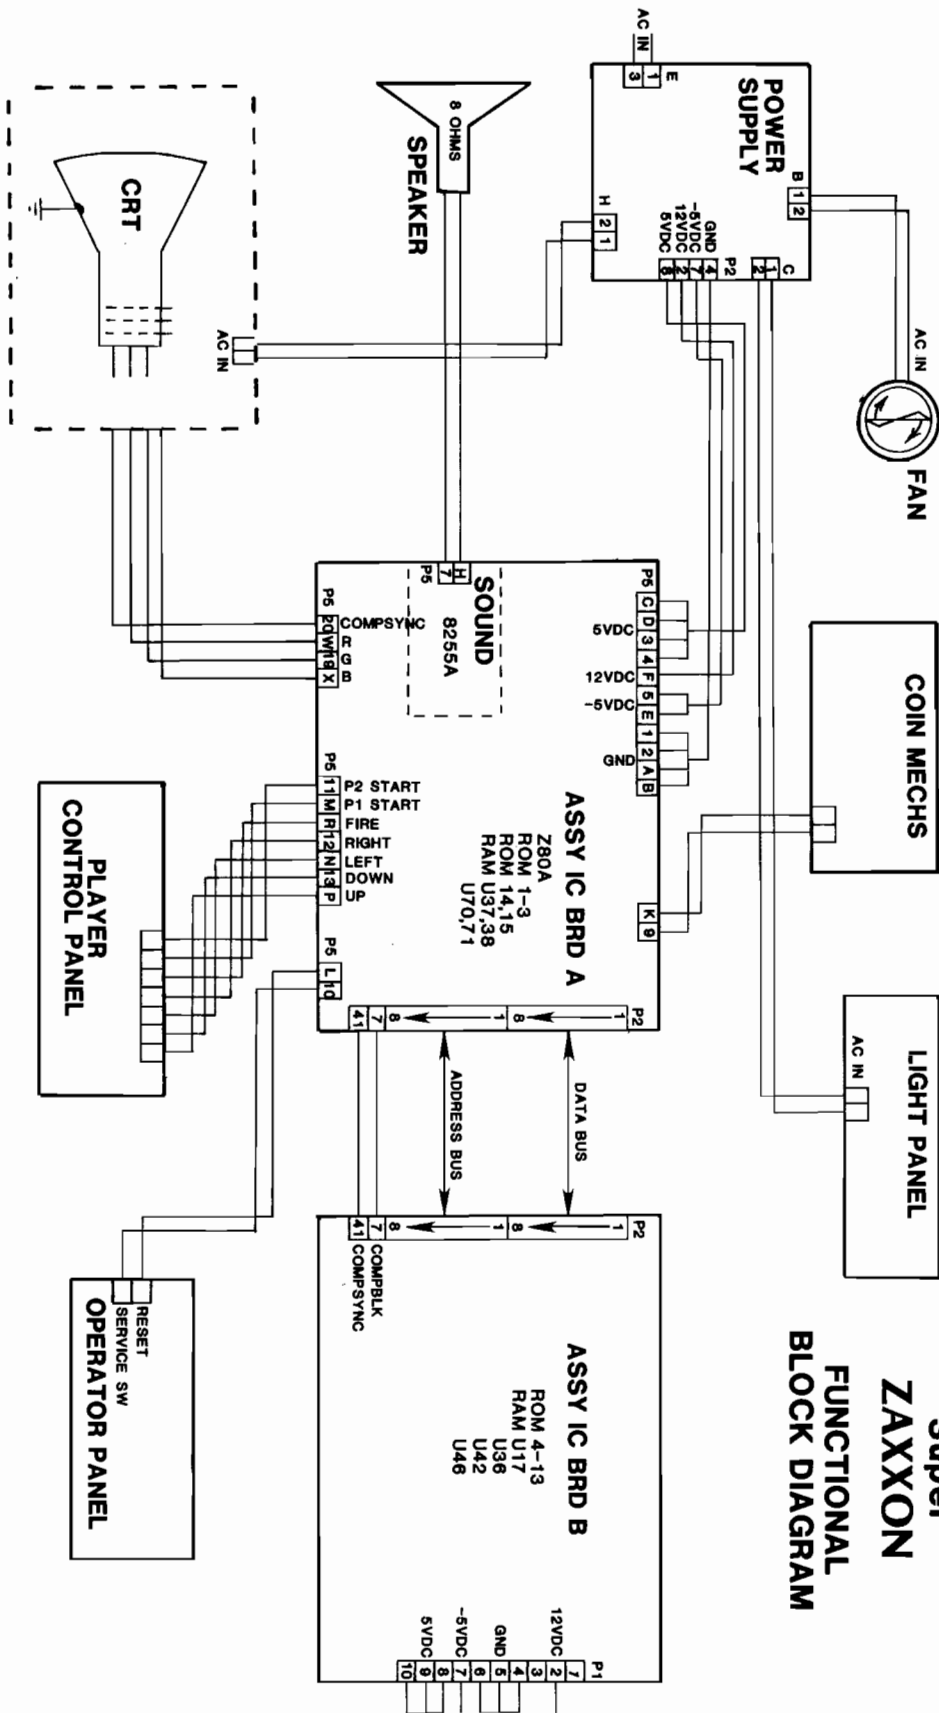 Super
ZAXXON
FUNCTIONAL
BLOCK DIAGRAM
POWER
SUPPLY
AC IN
E
1
3
B
1
2
C
1
2
P2
GND
-5VDC
12VDC
5VDC
4
7
2
8
H
2
1
AC IN
FAN
8 OHMS
SPEAKER
CRT
AC IN
COIN MECHS
LIGHT PANEL
AC IN
ASSY IC BRD A
Z80A
ROM 1-3
ROM 14,15
RAM U37,38
U70,71
SOUND
8255A
P5
H
7
P5
C
D
3
4
F
5
E
1
2
A
B
5VDC
12VDC
-5VDC
GND
K
9
P5
20 COMPSYNC
W R
18 G
X B
P5
11 P2 START
M P1 START
R FIRE
12 RIGHT
N LEFT
13 DOWN
P UP
P5
L
10
P2
1
8
1
8
7
41
DATA BUS
ADDRESS BUS
P2
1
8
1
8
7 COMPBLK
41 COMPSYNC
ASSY IC BRD B
ROM 4-13
RAM U17
U36
U42
U46
P1
1
2
3
4
5
6
7
8
9
10
12VDC
GND
-5VDC
5VDC
PLAYER
CONTROL PANEL
RESET
SERVICE SW
OPERATOR PANEL